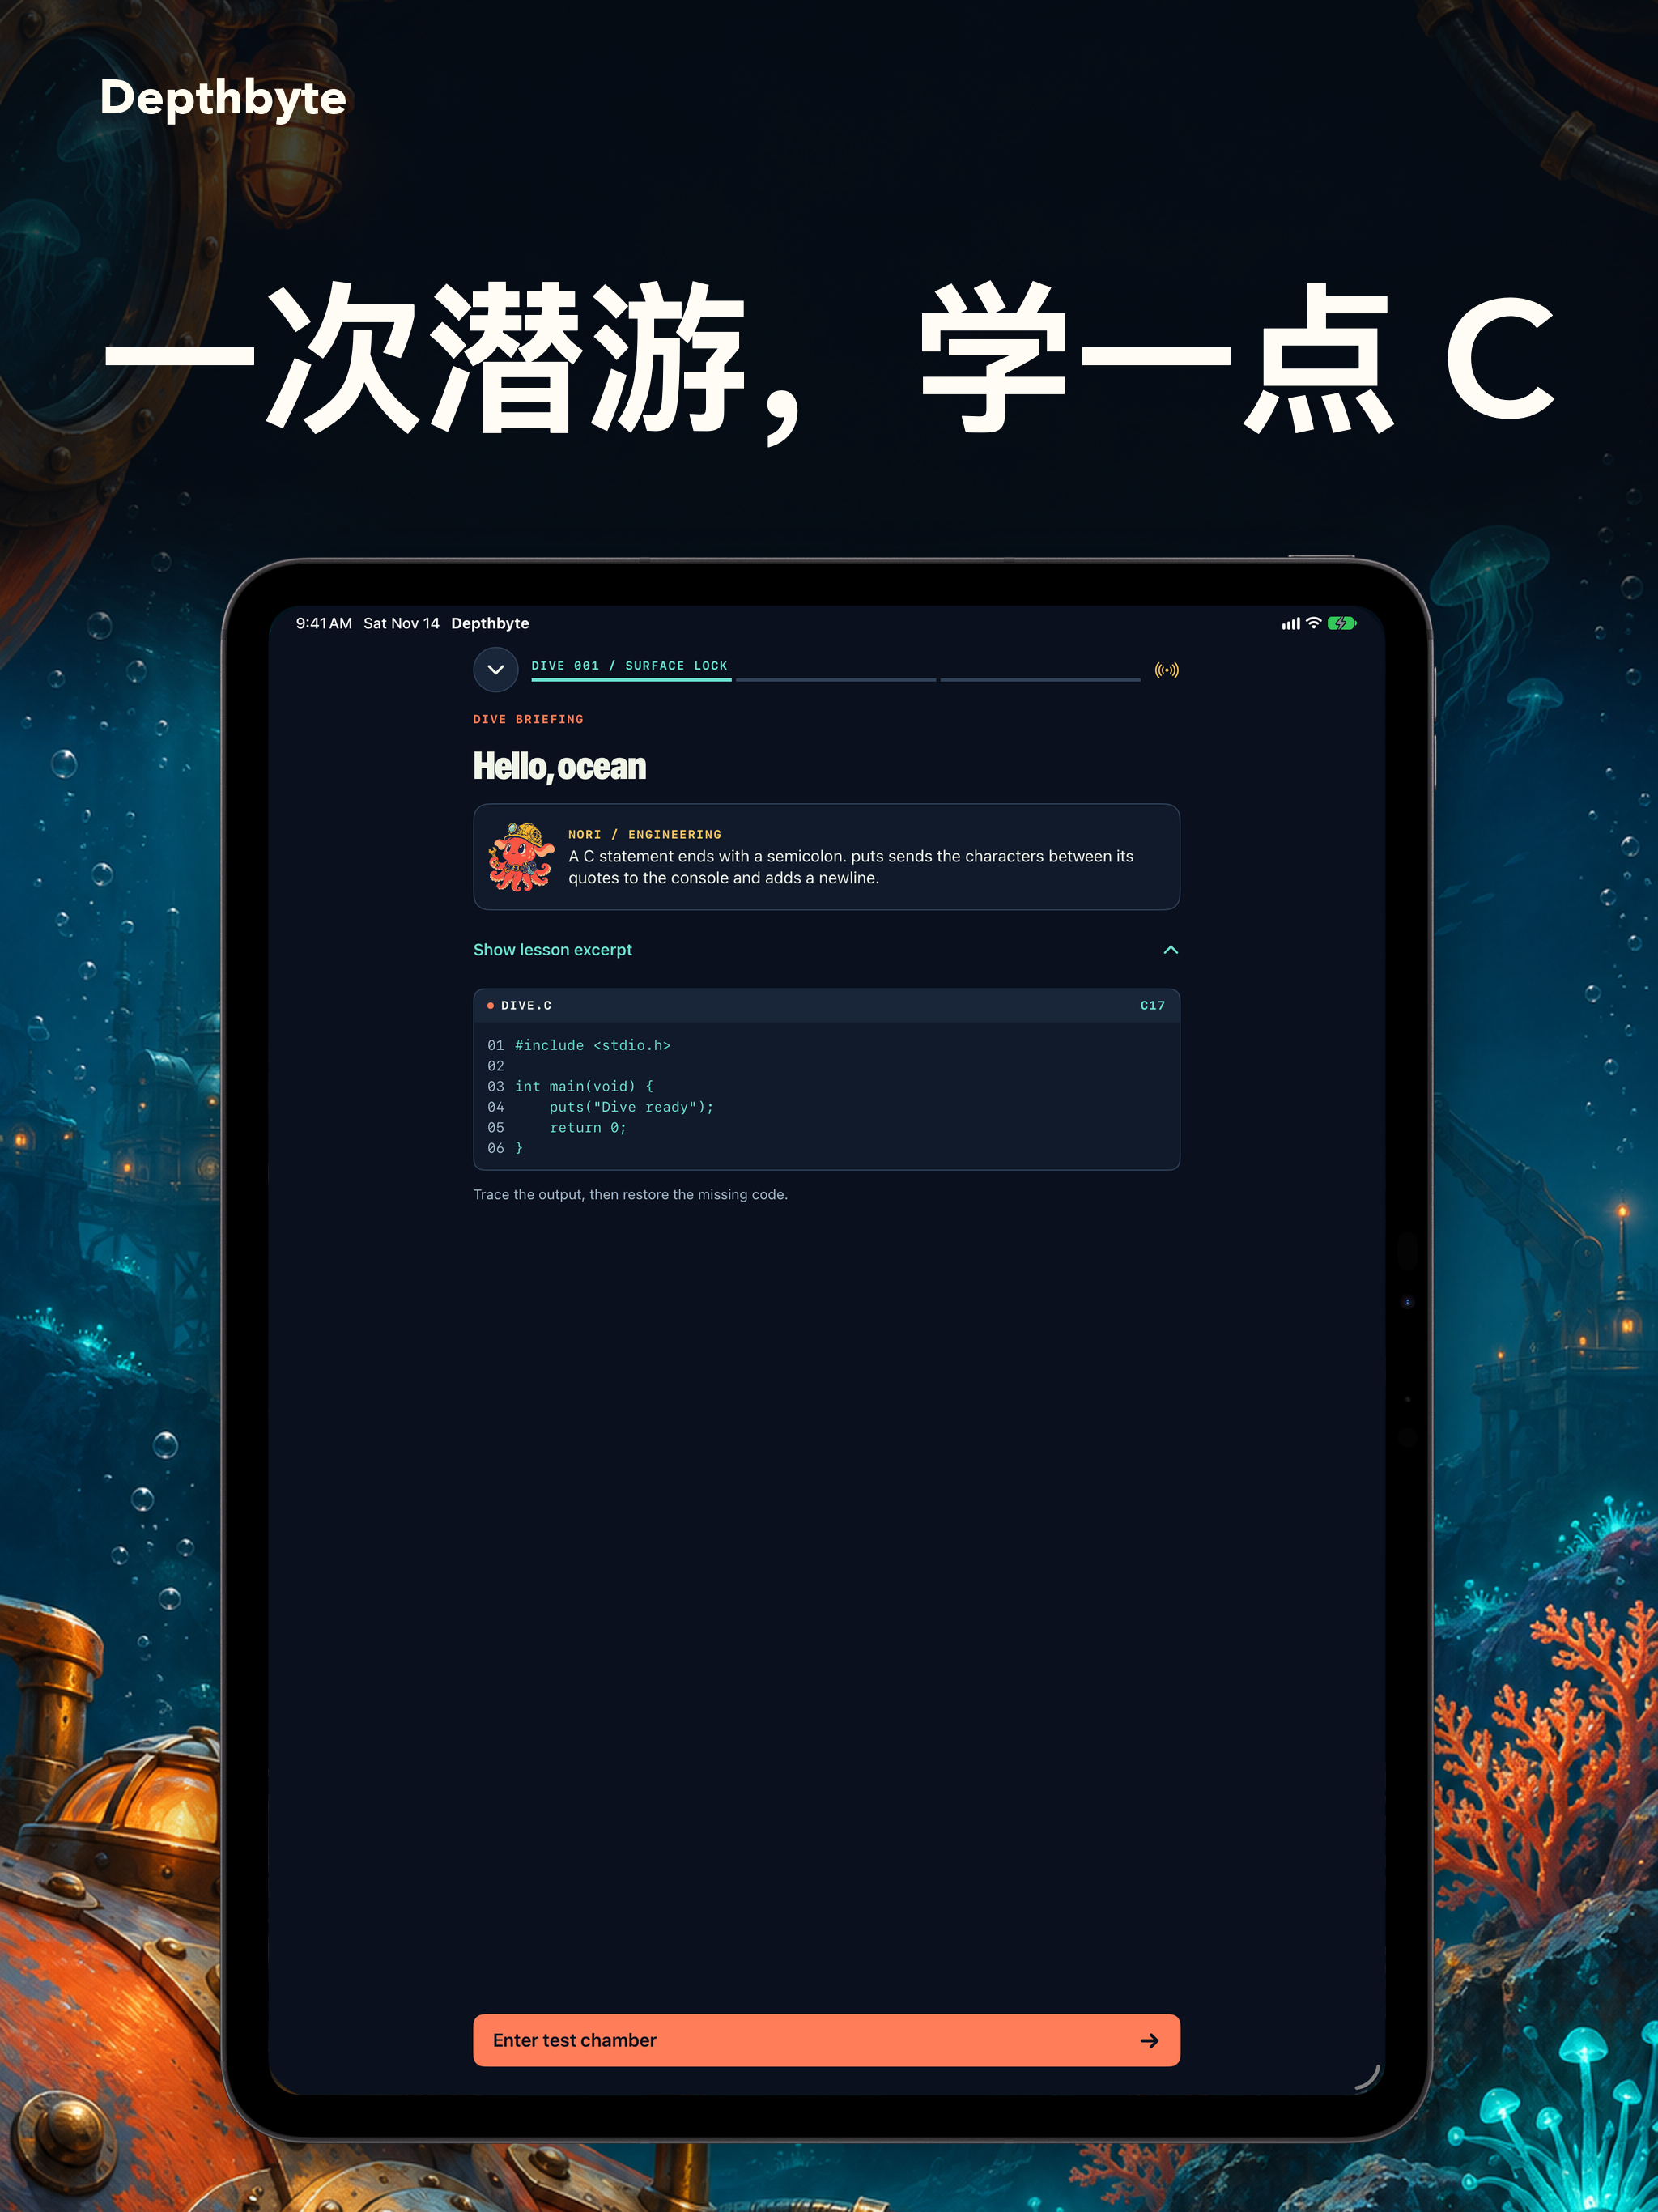 Depthbyte
一次潜游，学一点 C
9:41 AM Sat Nov 14 Depthbyte
DIVE 001 / SURFACE LOCK
DIVE BRIEFING
Hello, ocean
NORI / ENGINEERING
A C statement ends with a semicolon. puts sends the characters between its
quotes to the console and adds a newline.
Show lesson excerpt
DIVE.C C17
01 #include <stdio.h>
02
03 int main(void) {
04     puts("Dive ready");
05     return 0;
06 }
Trace the output, then restore the missing code.
Enter test chamber